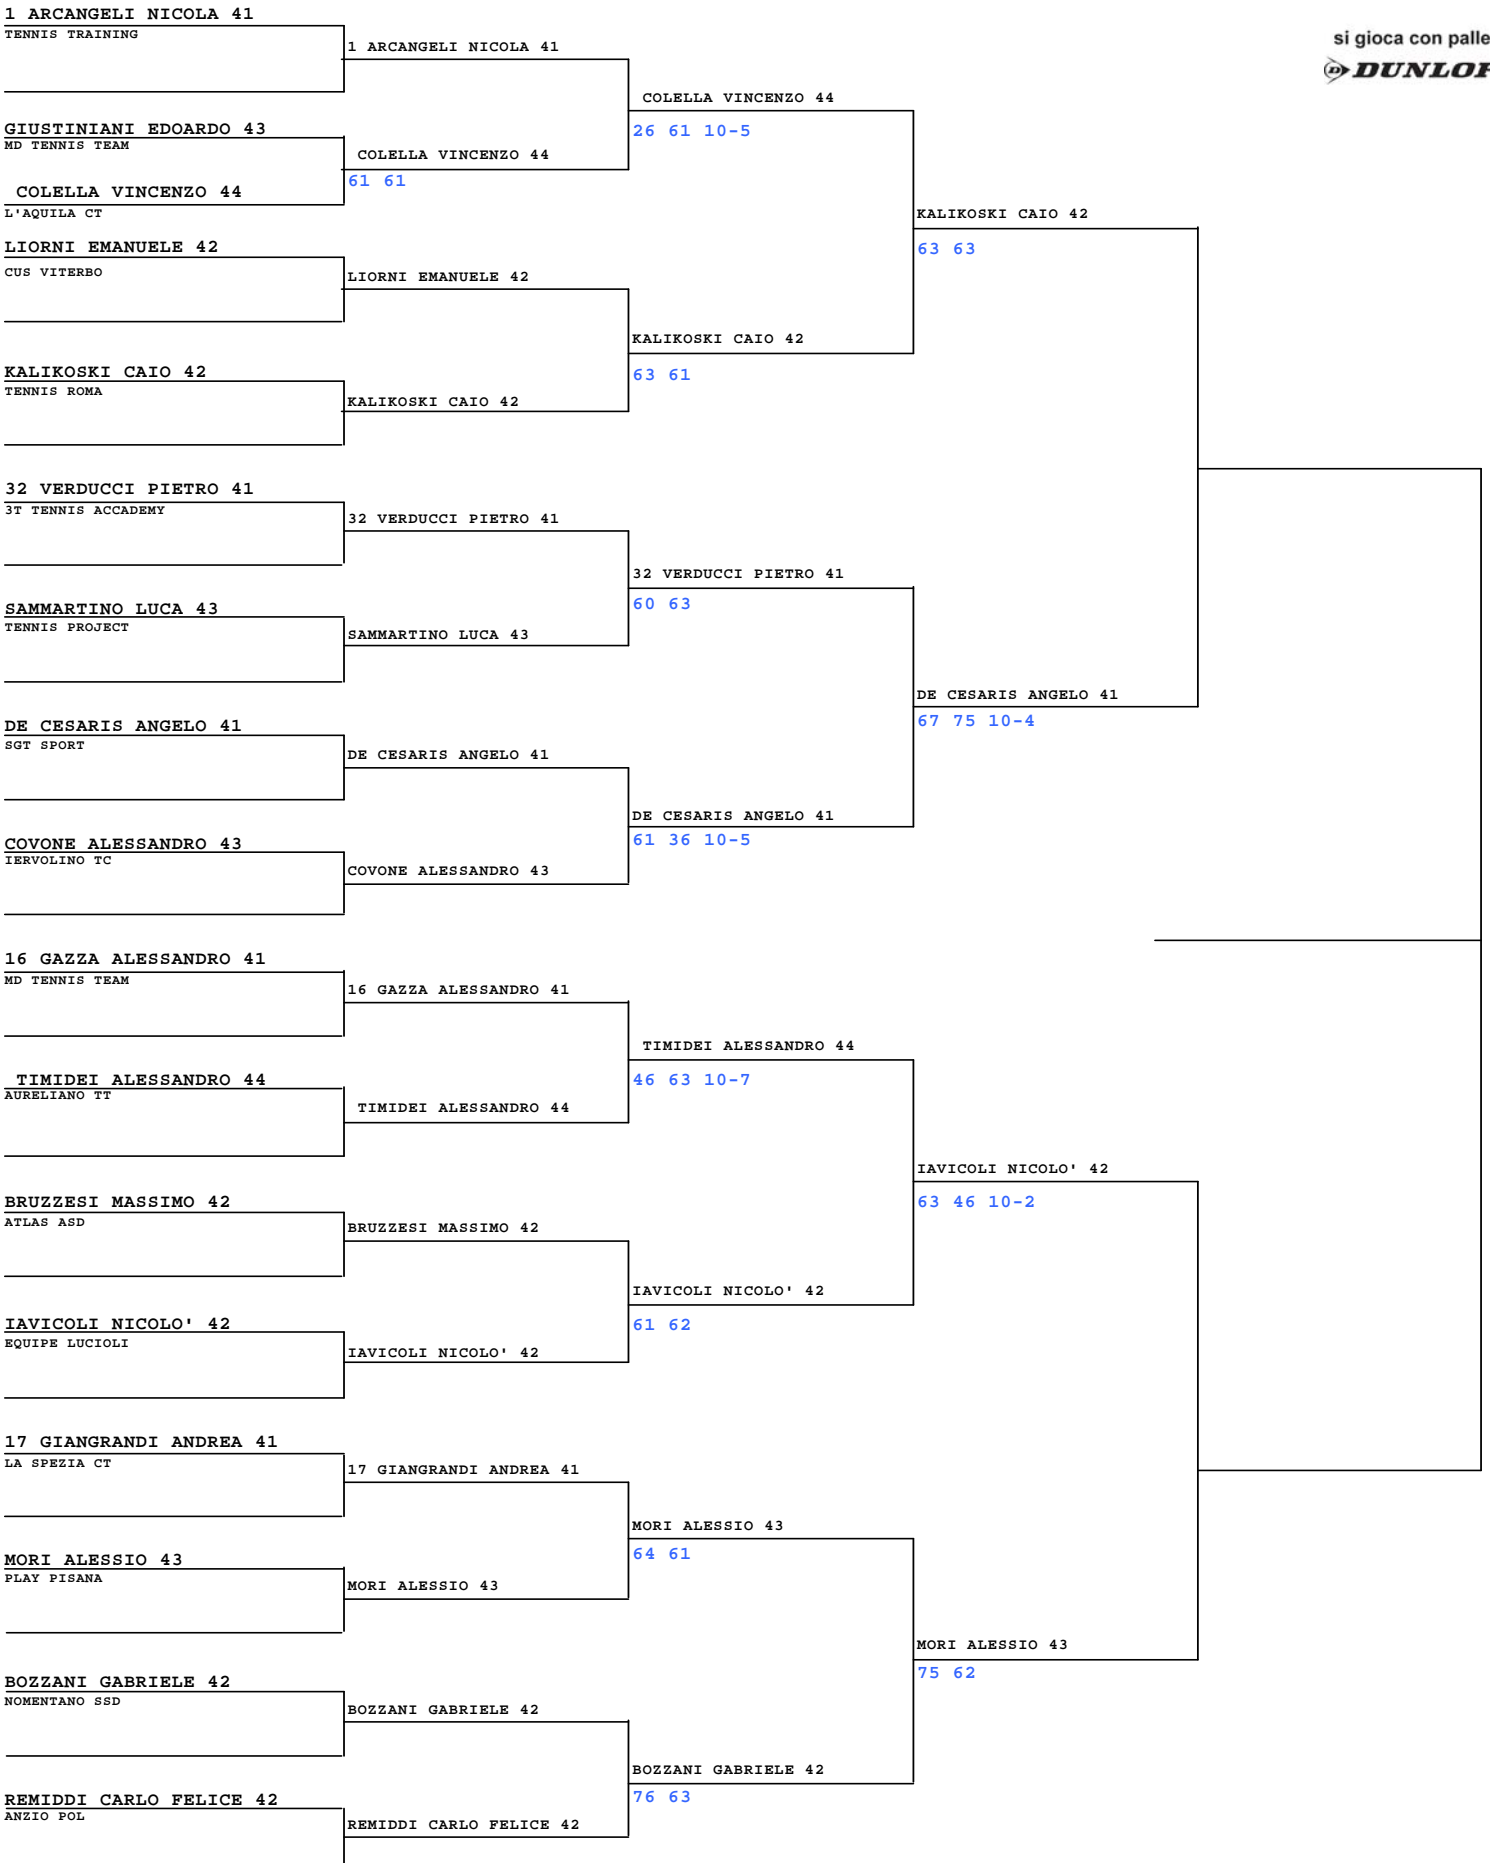 1 ARCANGELI NICOLA 41
TENNIS TRAINING
1 ARCANGELI NICOLA 41
si gioca con palle
DUNLOP
COLELLA VINCENZO 44
26 61 10-5
GIUSTINIANI EDOARDO 43
MD TENNIS TEAM
COLELLA VINCENZO 44
61 61
COLELLA VINCENZO 44
L'AQUILA CT
KALIKOSKI CAIO 42
63 63
LIORNI EMANUELE 42
CUS VITERBO
LIORNI EMANUELE 42
KALIKOSKI CAIO 42
63 61
KALIKOSKI CAIO 42
TENNIS ROMA
KALIKOSKI CAIO 42
32 VERDUCCI PIETRO 41
3T TENNIS ACCADEMY
32 VERDUCCI PIETRO 41
32 VERDUCCI PIETRO 41
60 63
SAMMARTINO LUCA 43
TENNIS PROJECT
SAMMARTINO LUCA 43
DE CESARIS ANGELO 41
67 75 10-4
DE CESARIS ANGELO 41
SGT SPORT
DE CESARIS ANGELO 41
DE CESARIS ANGELO 41
61 36 10-5
COVONE ALESSANDRO 43
IERVOLINO TC
COVONE ALESSANDRO 43
16 GAZZA ALESSANDRO 41
MD TENNIS TEAM
16 GAZZA ALESSANDRO 41
TIMIDEI ALESSANDRO 44
46 63 10-7
TIMIDEI ALESSANDRO 44
AURELIANO TT
TIMIDEI ALESSANDRO 44
IAVICOLI NICOLO' 42
63 46 10-2
BRUZZESI MASSIMO 42
ATLAS ASD
BRUZZESI MASSIMO 42
IAVICOLI NICOLO' 42
61 62
IAVICOLI NICOLO' 42
EQUIPE LUCIOLI
IAVICOLI NICOLO' 42
17 GIANGRANDI ANDREA 41
LA SPEZIA CT
17 GIANGRANDI ANDREA 41
MORI ALESSIO 43
64 61
MORI ALESSIO 43
PLAY PISANA
MORI ALESSIO 43
MORI ALESSIO 43
75 62
BOZZANI GABRIELE 42
NOMENTANO SSD
BOZZANI GABRIELE 42
BOZZANI GABRIELE 42
76 63
REMIDDI CARLO FELICE 42
ANZIO POL
REMIDDI CARLO FELICE 42